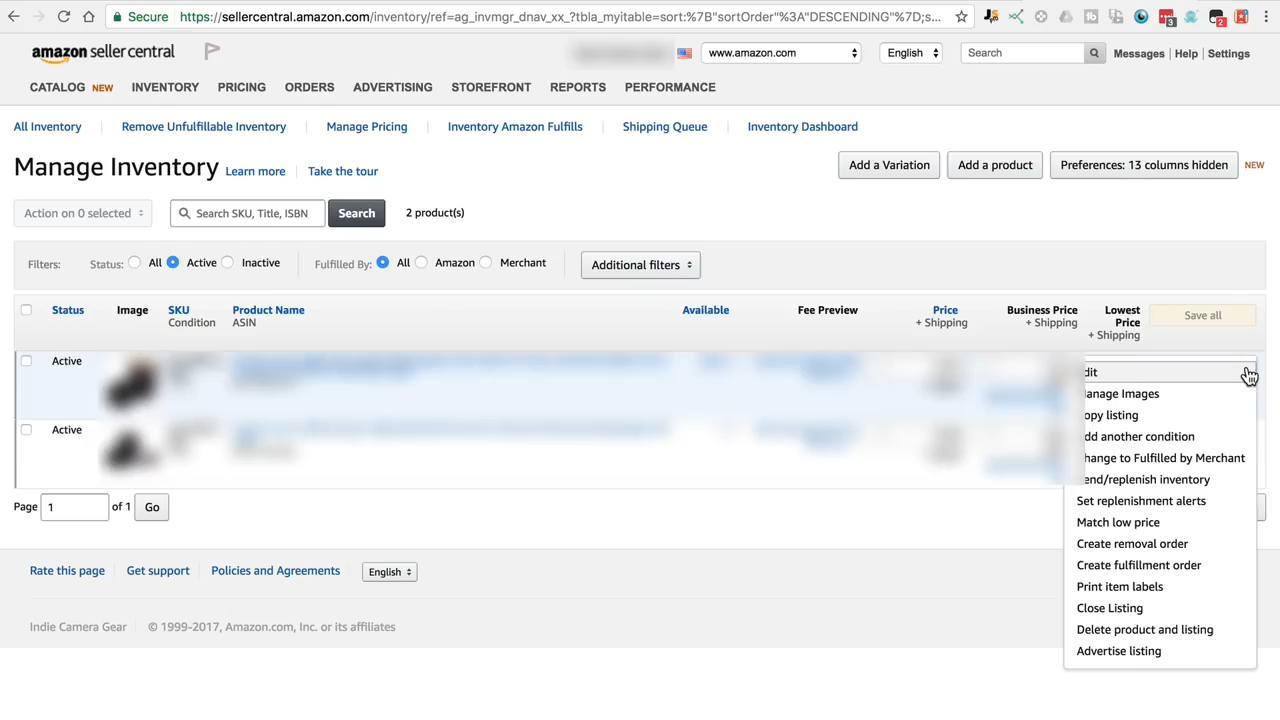 Secure https://sellercentral.amazon.com/inventory/ref=ag_invmgr_dnav_xx_?tbla_myitable=sort:%7B"sortOrder"%3A"DESCENDING"%7D;s...
3
2
amazon seller central
www.amazon.com
English
Search
Messages | Help | Settings
CATALOG NEW INVENTORY PRICING ORDERS ADVERTISING STOREFRONT REPORTS PERFORMANCE
All Inventory Remove Unfulfillable Inventory Manage Pricing Inventory Amazon Fulfills Shipping Queue Inventory Dashboard
Manage Inventory Learn more Take the tour
Add a Variation Add a product Preferences: 13 columns hidden NEW
Action on 0 selected Search SKU, Title, ISBN Search 2 product(s)
Filters: Status: All Active Inactive Fulfilled By: All Amazon Merchant Additional filters
Status Image SKU Product Name Available Fee Preview Price Business Price Lowest Price Save all
Condition ASIN + Shipping + Shipping + Shipping
Active
dit
Manage Images
opy listing
dd another condition
Active
hange to Fulfilled by Merchant
end/replenish inventory
Set replenishment alerts
Match low price
Create removal order
Create fulfillment order
Print item labels
Close Listing
Delete product and listing
Advertise listing
Page 1 of 1 Go
Rate this page Get support Policies and Agreements English
Indie Camera Gear © 1999-2017, Amazon.com, Inc. or its affiliates